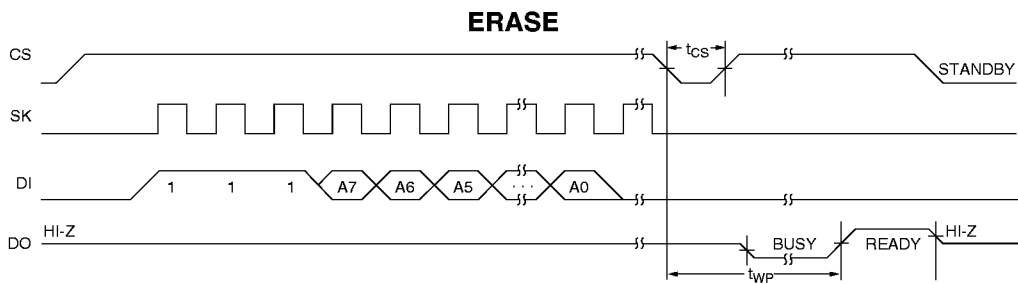 ERASE
CS
tCS
STANDBY
SK
DI
1 1 1 A7 A6 A5 ... A0
DO
HI-Z
BUSY
READY
HI-Z
tWP